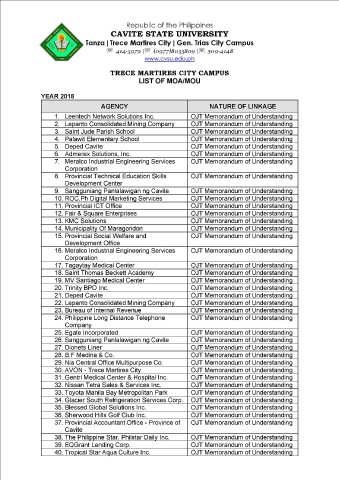 Republic of the Philippines
CAVITE STATE UNIVERSITY
Tanza | Trece Martires City | Gen. Trias City Campus
☏ 414-3979 ☏ (0977)8033809 ☏ 509-4148
www.cvsu.edu.ph
TRECE MARTIRES CITY CAMPUS
LIST OF MOA/MOU
YEAR 2018
AGENCY NATURE OF LINKAGE
1. Leentech Network Solutions Inc. OJT Memorandum of Understanding
2. Lepanto Consolidated Mining Company OJT Memorandum of Understanding
3. Saint Jude Parish School OJT Memorandum of Understanding
4. Palawit Elementary School OJT Memorandum of Understanding
5. Deped Cavite OJT Memorandum of Understanding
6. Admerex Solutions, Inc. OJT Memorandum of Understanding
7. Meralco Industrial Engineering Services OJT Memorandum of Understanding
Corporation
8. Provincial Technical Education Skills OJT Memorandum of Understanding
Development Center
9. Sangguniang Panlalawigan ng Cavite OJT Memorandum of Understanding
10. ROC.Ph Digital Marketing Services OJT Memorandum of Understanding
11. Provincial ICT Office OJT Memorandum of Understanding
12. Fair & Square Enterprises OJT Memorandum of Understanding
13. KMC Solutions OJT Memorandum of Understanding
14. Municipality Of Maragondon OJT Memorandum of Understanding
15. Provincial Social Welfare and OJT Memorandum of Understanding
Development Office
16. Meralco Industrial Engineering Services OJT Memorandum of Understanding
Corporation
17. Tagaytay Medical Center OJT Memorandum of Understanding
18. Saint Thomas Beckett Academy OJT Memorandum of Understanding
19. MV Santiago Medical Center OJT Memorandum of Understanding
20. Trinity BPO Inc. OJT Memorandum of Understanding
21. Deped Cavite OJT Memorandum of Understanding
22. Lepanto Consolidated Mining Company OJT Memorandum of Understanding
23. Bureau of Internal Revenue OJT Memorandum of Understanding
24. Philippine Long Distance Telephone OJT Memorandum of Understanding
Company
25. Egate Incorporated OJT Memorandum of Understanding
26. Sangguniang Panlalawigan ng Cavite OJT Memorandum of Understanding
27. Dionets Liner OJT Memorandum of Understanding
28. B.F Medina & Co. OJT Memorandum of Understanding
29. Nia Central Office Multipurpose Co. OJT Memorandum of Understanding
30. AVON - Trece Martires City OJT Memorandum of Understanding
31. Gentri Medical Center & Hospital Inc. OJT Memorandum of Understanding
32. Nissan Tetra Sales & Services Inc. OJT Memorandum of Understanding
33. Toyota Manila Bay Metropolitan Park OJT Memorandum of Understanding
34. Glacier South Refrigeration Services Corp. OJT Memorandum of Understanding
35. Blessed Global Solutions Inc. OJT Memorandum of Understanding
36. Sherwood Hills Golf Club Inc. OJT Memorandum of Understanding
37. Provincial Accountant Office - Province of OJT Memorandum of Understanding
Cavite
38. The Philippine Star, Philstar Daily Inc. OJT Memorandum of Understanding
39. EQGrant Lending Corp. OJT Memorandum of Understanding
40. Tropical Star Aqua Culture Inc. OJT Memorandum of Understanding